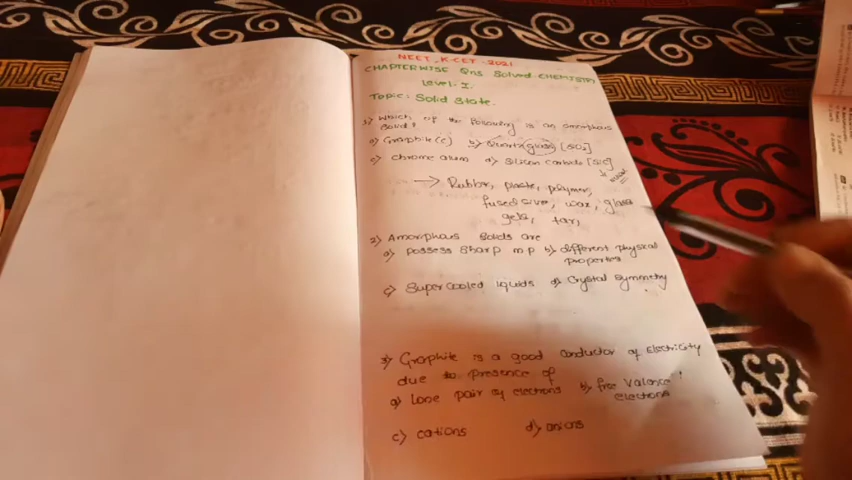 NEET, K-CET - 2021
CHAPTERWISE Qns Solved-CHEMISTRY
Level-I
Topic: Solid State.
1) Which of the following is an amorphous
solid?
a) Graphite (C) b) Quartz glass [SiO2]
c) chrome alum d) Silicon carbide [SiC]
→ Rubber, plastic, polymers,
fused, wax, glass
gels, tar,
2) Amorphous solids are
a) Possess sharp m p b) different physical
properties
c) Super cooled liquids d) Crystal symmetry
3) Graphite is a good conductor of electricity
due to presence of
a) Lone pair of electrons b) free Valance
electrons
c) cations d) anions